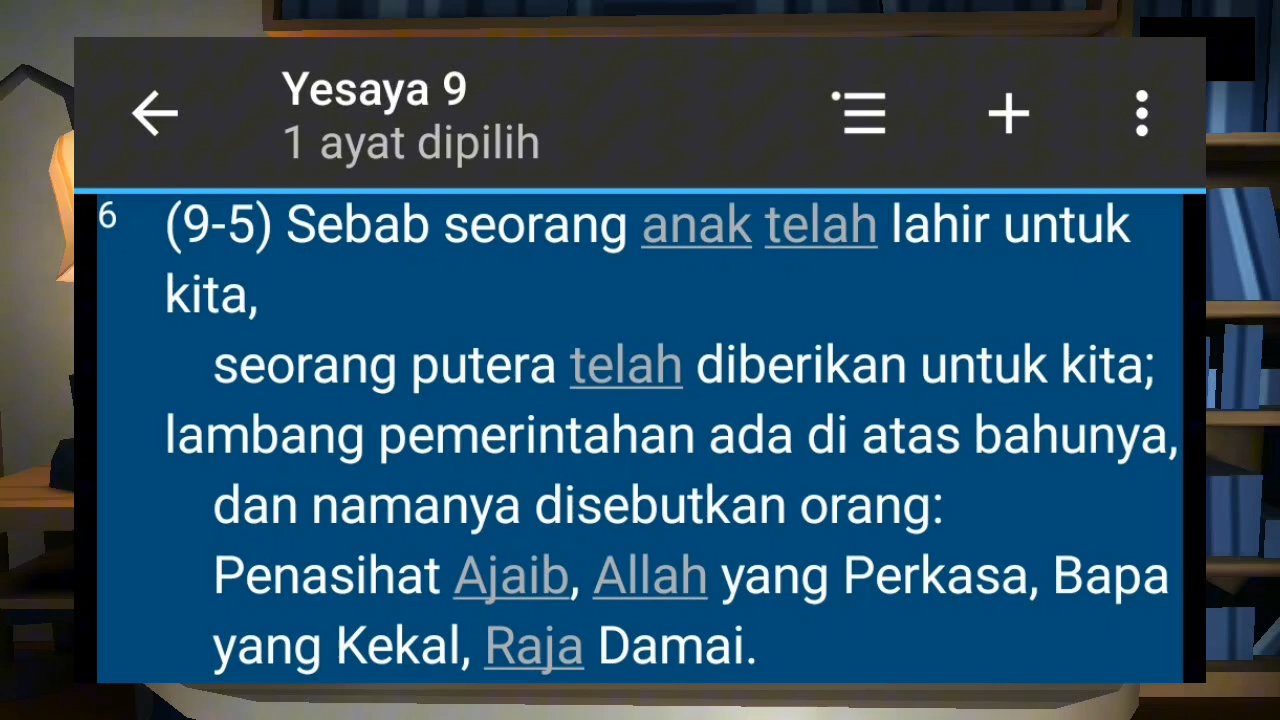 Yesaya 9
1 ayat dipilih
6 (9-5) Sebab seorang anak telah lahir untuk
kita,
seorang putera telah diberikan untuk kita;
lambang pemerintahan ada di atas bahunya,
dan namanya disebutkan orang:
Penasihat Ajaib, Allah yang Perkasa, Bapa
yang Kekal, Raja Damai.